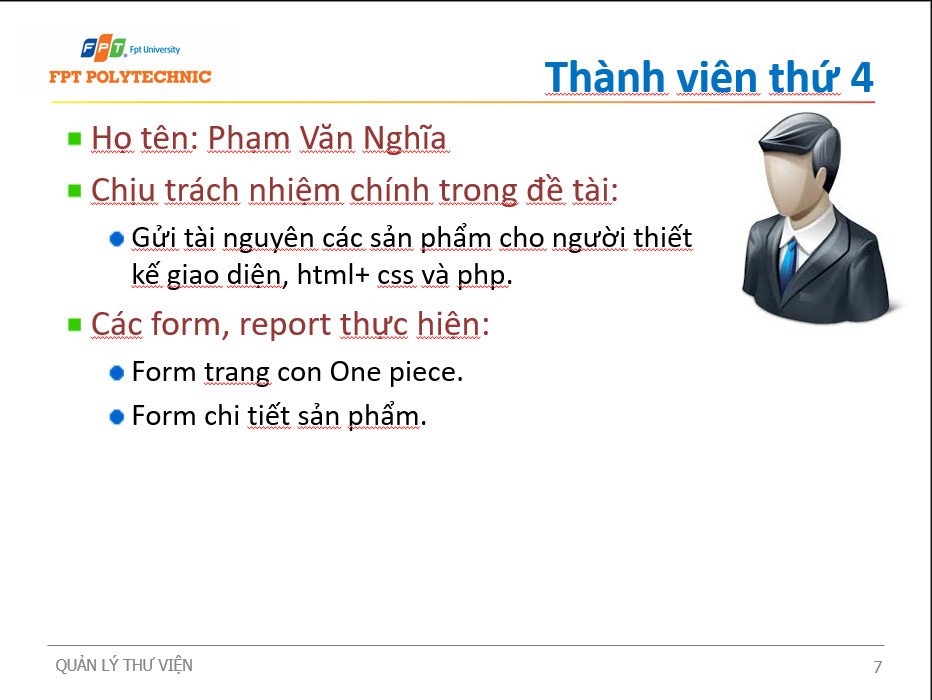 FPT. Fpt University
FPT POLYTECHNIC
Thành viên thứ 4
Họ tên: Phạm Văn Nghĩa
Chịu trách nhiệm chính trong đề tài:
Gửi tài nguyên các sản phẩm cho người thiết
kế giao diện, html+ css và php.
Các form, report thực hiện:
Form trang con One piece.
Form chi tiết sản phẩm.
QUẢN LÝ THƯ VIỆN
7